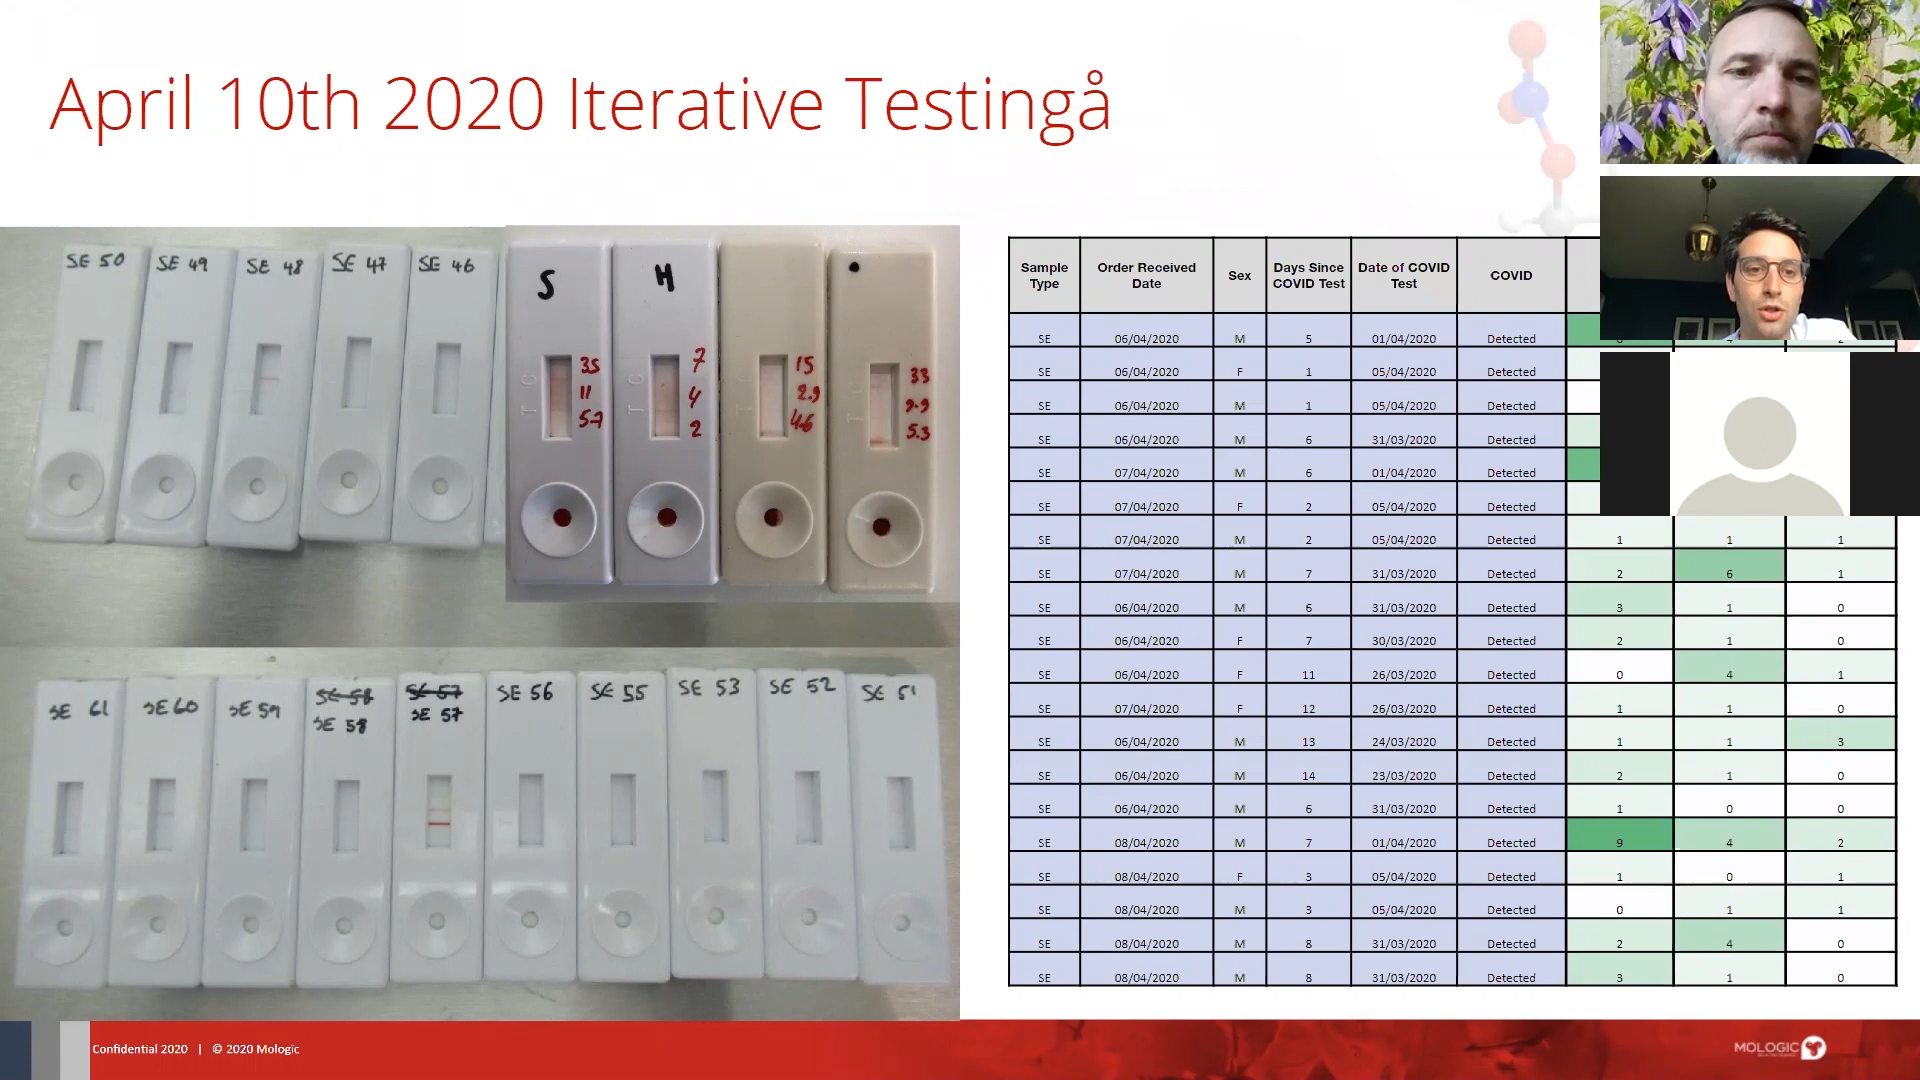 April 10th 2020 Iterative Testingå
SE 50
SE 49
SE 48
SE 47
SE 46
S
H
T C
35
11
5.7
T C
7
4
2
T
15
2.9
4.6
T C
33
9.9
5.3
SE 61
SE 60
SE 59
SE 58
SE 58
SE 57
SE 57
SE 56
SE 55
SE 53
SE 52
SE 51
Sample Type Order Received Date Sex Days Since COVID Test Date of COVID Test COVID
SE 06/04/2020 M 5 01/04/2020 Detected
SE 06/04/2020 F 1 05/04/2020 Detected
SE 06/04/2020 M 1 05/04/2020 Detected
SE 06/04/2020 M 6 31/03/2020 Detected
SE 07/04/2020 M 6 01/04/2020 Detected
SE 07/04/2020 F 2 05/04/2020 Detected
SE 07/04/2020 M 2 05/04/2020 Detected 1 1 1
SE 07/04/2020 M 7 31/03/2020 Detected 2 6 1
SE 06/04/2020 M 6 31/03/2020 Detected 3 1 0
SE 06/04/2020 F 7 30/03/2020 Detected 2 1 0
SE 06/04/2020 F 11 26/03/2020 Detected 0 4 1
SE 07/04/2020 F 12 26/03/2020 Detected 1 1 0
SE 06/04/2020 M 13 24/03/2020 Detected 1 1 3
SE 06/04/2020 M 14 23/03/2020 Detected 2 1 0
SE 06/04/2020 M 6 31/03/2020 Detected 1 0 0
SE 08/04/2020 M 7 01/04/2020 Detected 9 4 2
SE 08/04/2020 F 3 05/04/2020 Detected 1 0 1
SE 08/04/2020 M 3 05/04/2020 Detected 0 1 1
SE 08/04/2020 M 8 31/03/2020 Detected 2 4 0
SE 08/04/2020 M 8 31/03/2020 Detected 3 1 0
Confidential 2020 | © 2020 Mologic
MOLOGIC